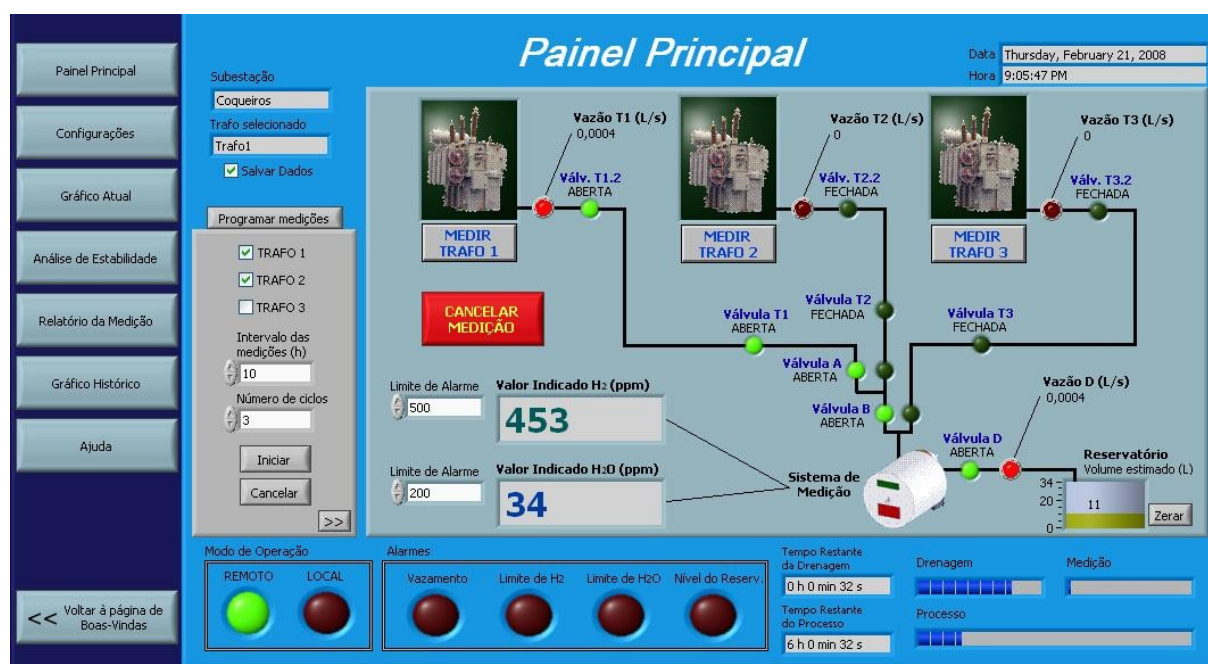 Painel Principal
Data Thursday, February 21, 2008
Hora 9:05:47 PM
Painel Principal
Configurações
Gráfico Atual
Análise de Estabilidade
Relatório da Medição
Gráfico Histórico
Ajuda
<< Voltar à página de
Boas-Vindas
Subestação
Coqueiros
Trafo selecionado
Trafo1
Salvar Dados
Programar medições
TRAFO 1
TRAFO 2
TRAFO 3
Intervalo das
medições (h)
10
Número de ciclos
3
Iniciar
Cancelar
>>
Vazão T1 (L/s)
0,0004
Válv. T1.2
ABERTA
MEDIR
TRAFO 1
Vazão T2 (L/s)
0
Válv. T2.2
FECHADA
MEDIR
TRAFO 2
Vazão T3 (L/s)
0
Válv. T3.2
FECHADA
MEDIR
TRAFO 3
CANCELAR
MEDIÇÃO
Válvula T1
ABERTA
Válvula T2
FECHADA
Válvula T3
FECHADA
Válvula A
ABERTA
Válvula B
ABERTA
Limite de Alarme
500
Valor Indicado H2 (ppm)
453
Limite de Alarme
200
Valor Indicado H2O (ppm)
34
Sistema de
Medição
Válvula D
ABERTA
Vazão D (L/s)
0,0004
Reservatório
Volume estimado (L)
34
20
0
11
Zerar
Modo de Operação
REMOTO LOCAL
Alarmes
Vazamento Limite de H2 Limite de H2O Nível do Reserv.
Tempo Restante
da Drenagem
0 h 0 min 32 s
Tempo Restante
do Processo
6 h 0 min 32 s
Drenagem
Medição
Processo